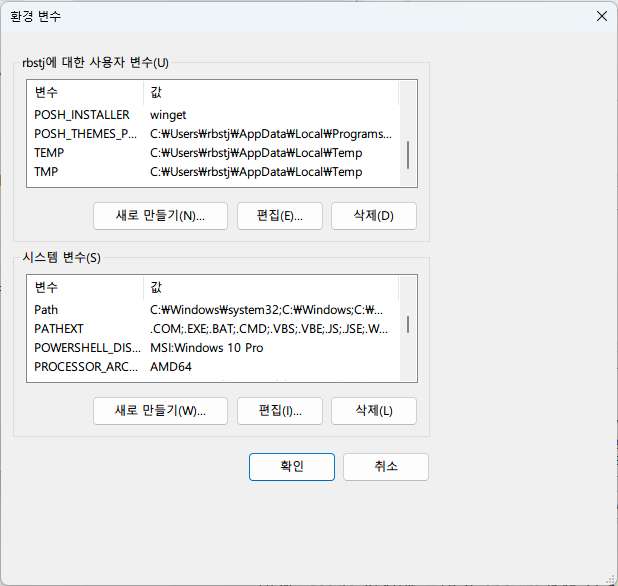 환경 변수
rbstj에 대한 사용자 변수(U)
변수 값
POSH_INSTALLER winget
POSH_THEMES_P... C:₩Users₩rbstj₩AppData₩Local₩Programs...
TEMP C:₩Users₩rbstj₩AppData₩Local₩Temp
TMP C:₩Users₩rbstj₩AppData₩Local₩Temp
새로 만들기(N)... 편집(E)... 삭제(D)
시스템 변수(S)
변수 값
Path C:₩Windows₩system32;C:₩Windows;C:₩...
PATHEXT .COM;.EXE;.BAT;.CMD;.VBS;.VBE;.JS;.JSE;.W...
POWERSHELL_DIS... MSI:Windows 10 Pro
PROCESSOR_ARC... AMD64
새로 만들기(W)... 편집(I)... 삭제(L)
확인 취소